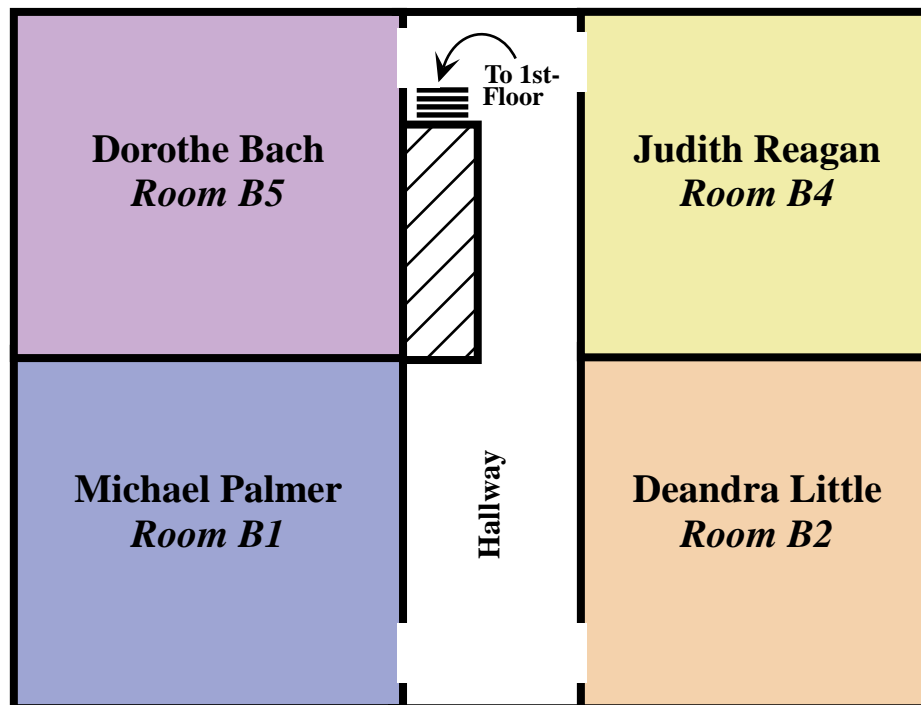 To 1st-
Floor
Dorothe Bach
Room B5
Judith Reagan
Room B4
Hallway
Michael Palmer
Room B1
Deandra Little
Room B2